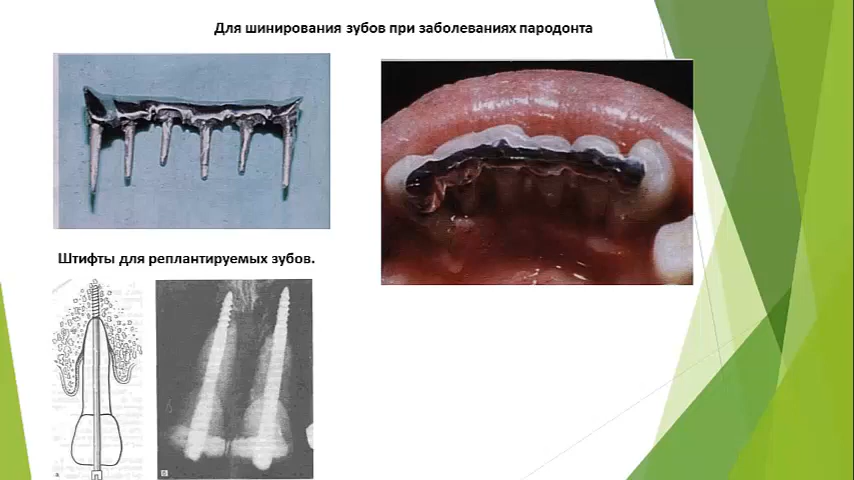 Для шинирования зубов при заболеваниях пародонта
Штифты для реплантируемых зубов.